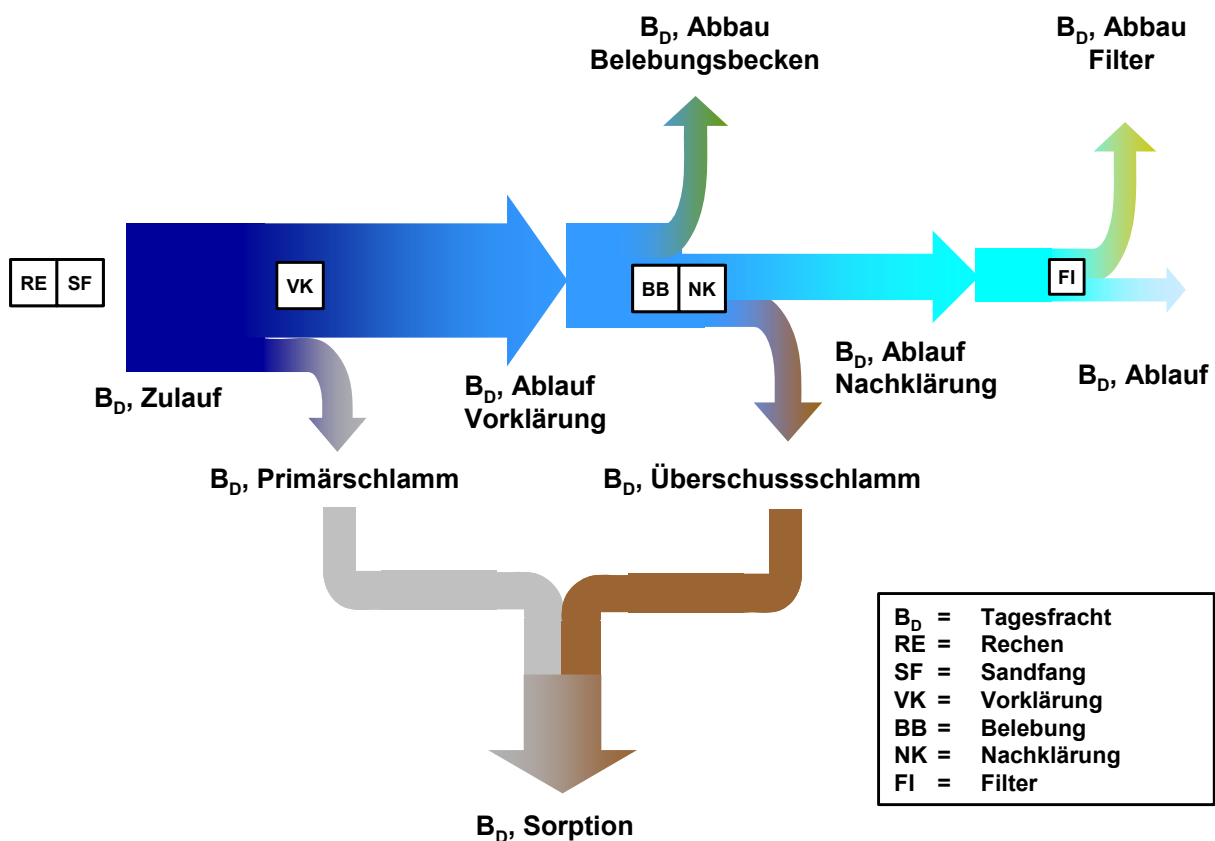 B_D, Abbau
Belebungsbecken
B_D, Abbau
Filter
RE SF
VK
BB NK
FI
B_D, Zulauf
B_D, Ablauf
Vorklärung
B_D, Ablauf
Nachklärung
B_D, Ablauf
B_D, Primärschlamm
B_D, Überschussschlamm
B_D = Tagesfracht
RE = Rechen
SF = Sandfang
VK = Vorklärung
BB = Belebung
NK = Nachklärung
FI = Filter
B_D, Sorption